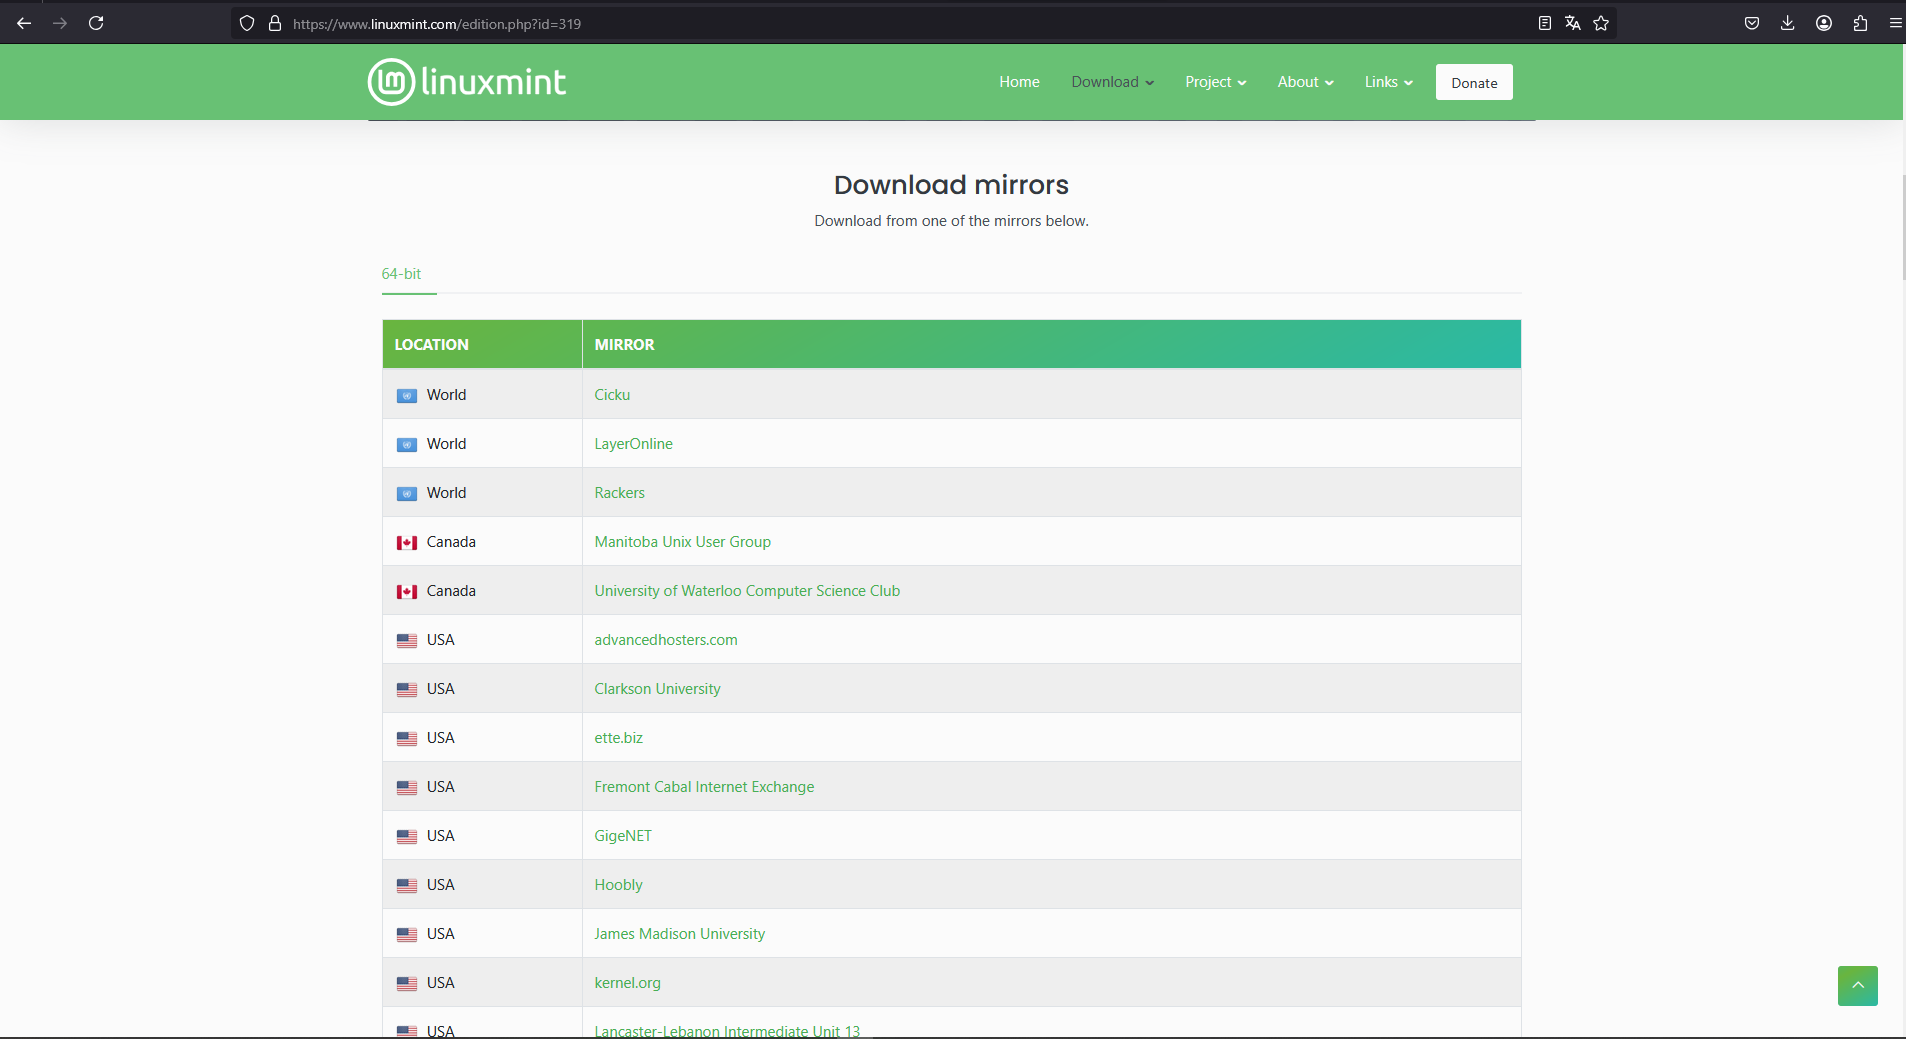 https://www.linuxmint.com/edition.php?id=319
linuxmint
Home Download Project About Links Donate
Download mirrors
Download from one of the mirrors below.
64-bit
LOCATION MIRROR
World Cicku
World LayerOnline
World Rackers
Canada Manitoba Unix User Group
Canada University of Waterloo Computer Science Club
USA advancedhosters.com
USA Clarkson University
USA ette.biz
USA Fremont Cabal Internet Exchange
USA GigeNET
USA Hoobly
USA James Madison University
USA kernel.org
USA Lancaster-Lebanon Intermediate Unit 13